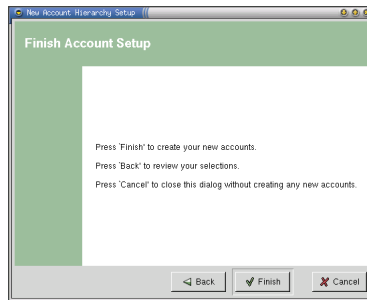 New Account Hierarchy Setup
Finish Account Setup
Press `Finish' to create your new accounts.
Press `Back' to review your selections.
Press `Cancel' to close this dialog without creating any new accounts.
Back
Finish
Cancel